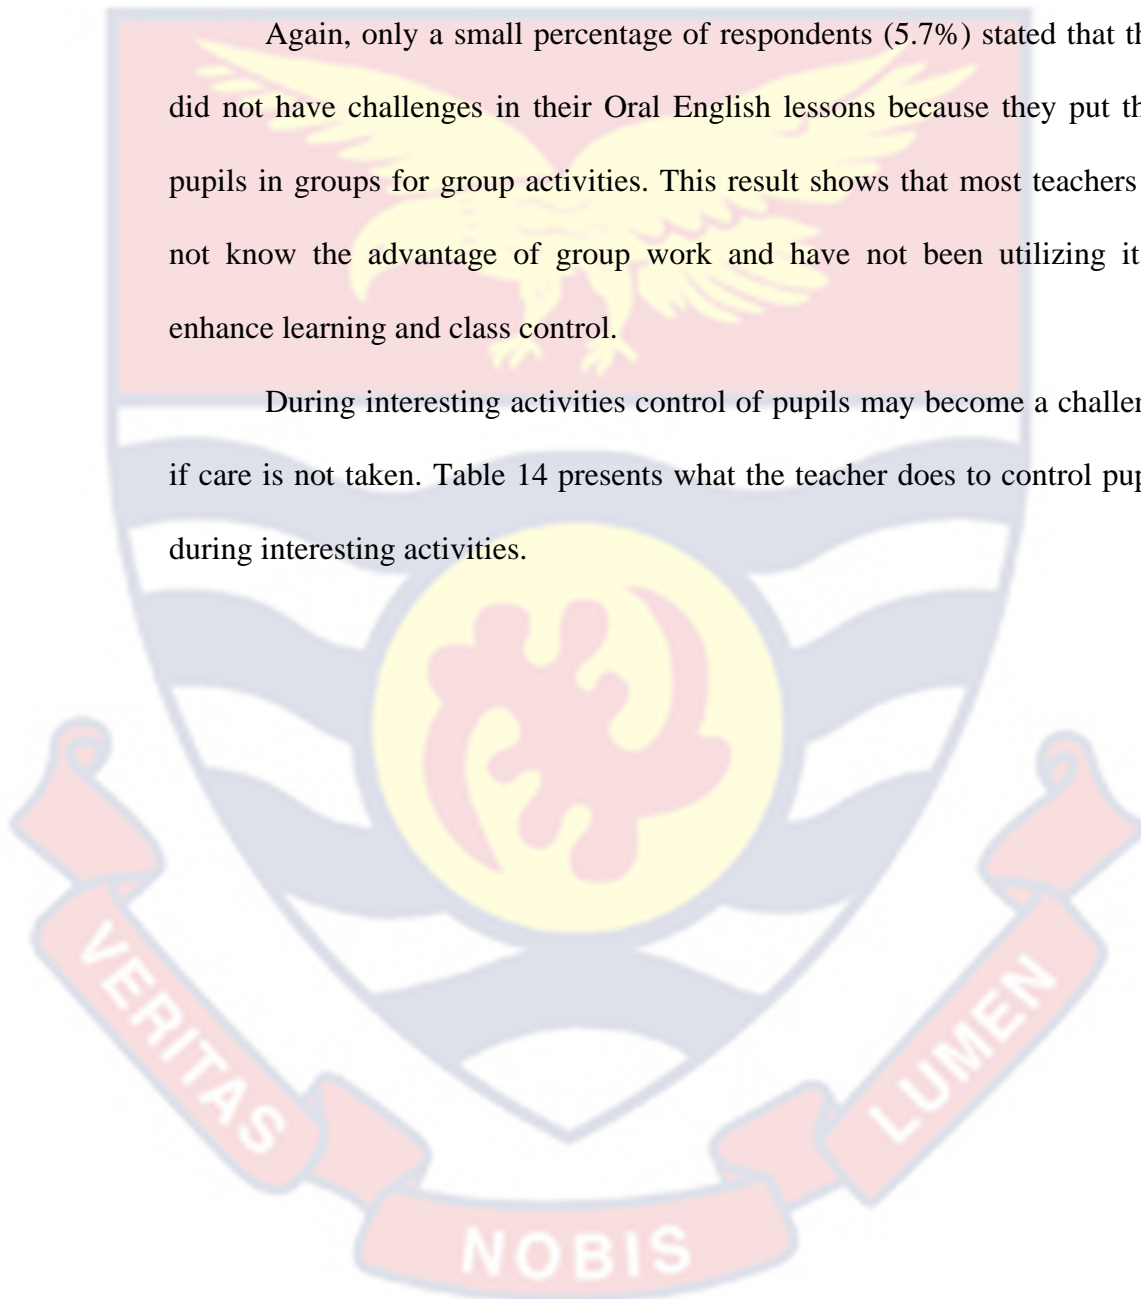 Again, only a small percentage of respondents (5.7%) stated that th
did not have challenges in their Oral English lessons because they put th
pupils in groups for group activities. This result shows that most teachers
not know the advantage of group work and have not been utilizing it
enhance learning and class control.
During interesting activities control of pupils may become a challen
if care is not taken. Table 14 presents what the teacher does to control pup
during interesting activities.
VERITAS
NOBIS
LUMEN